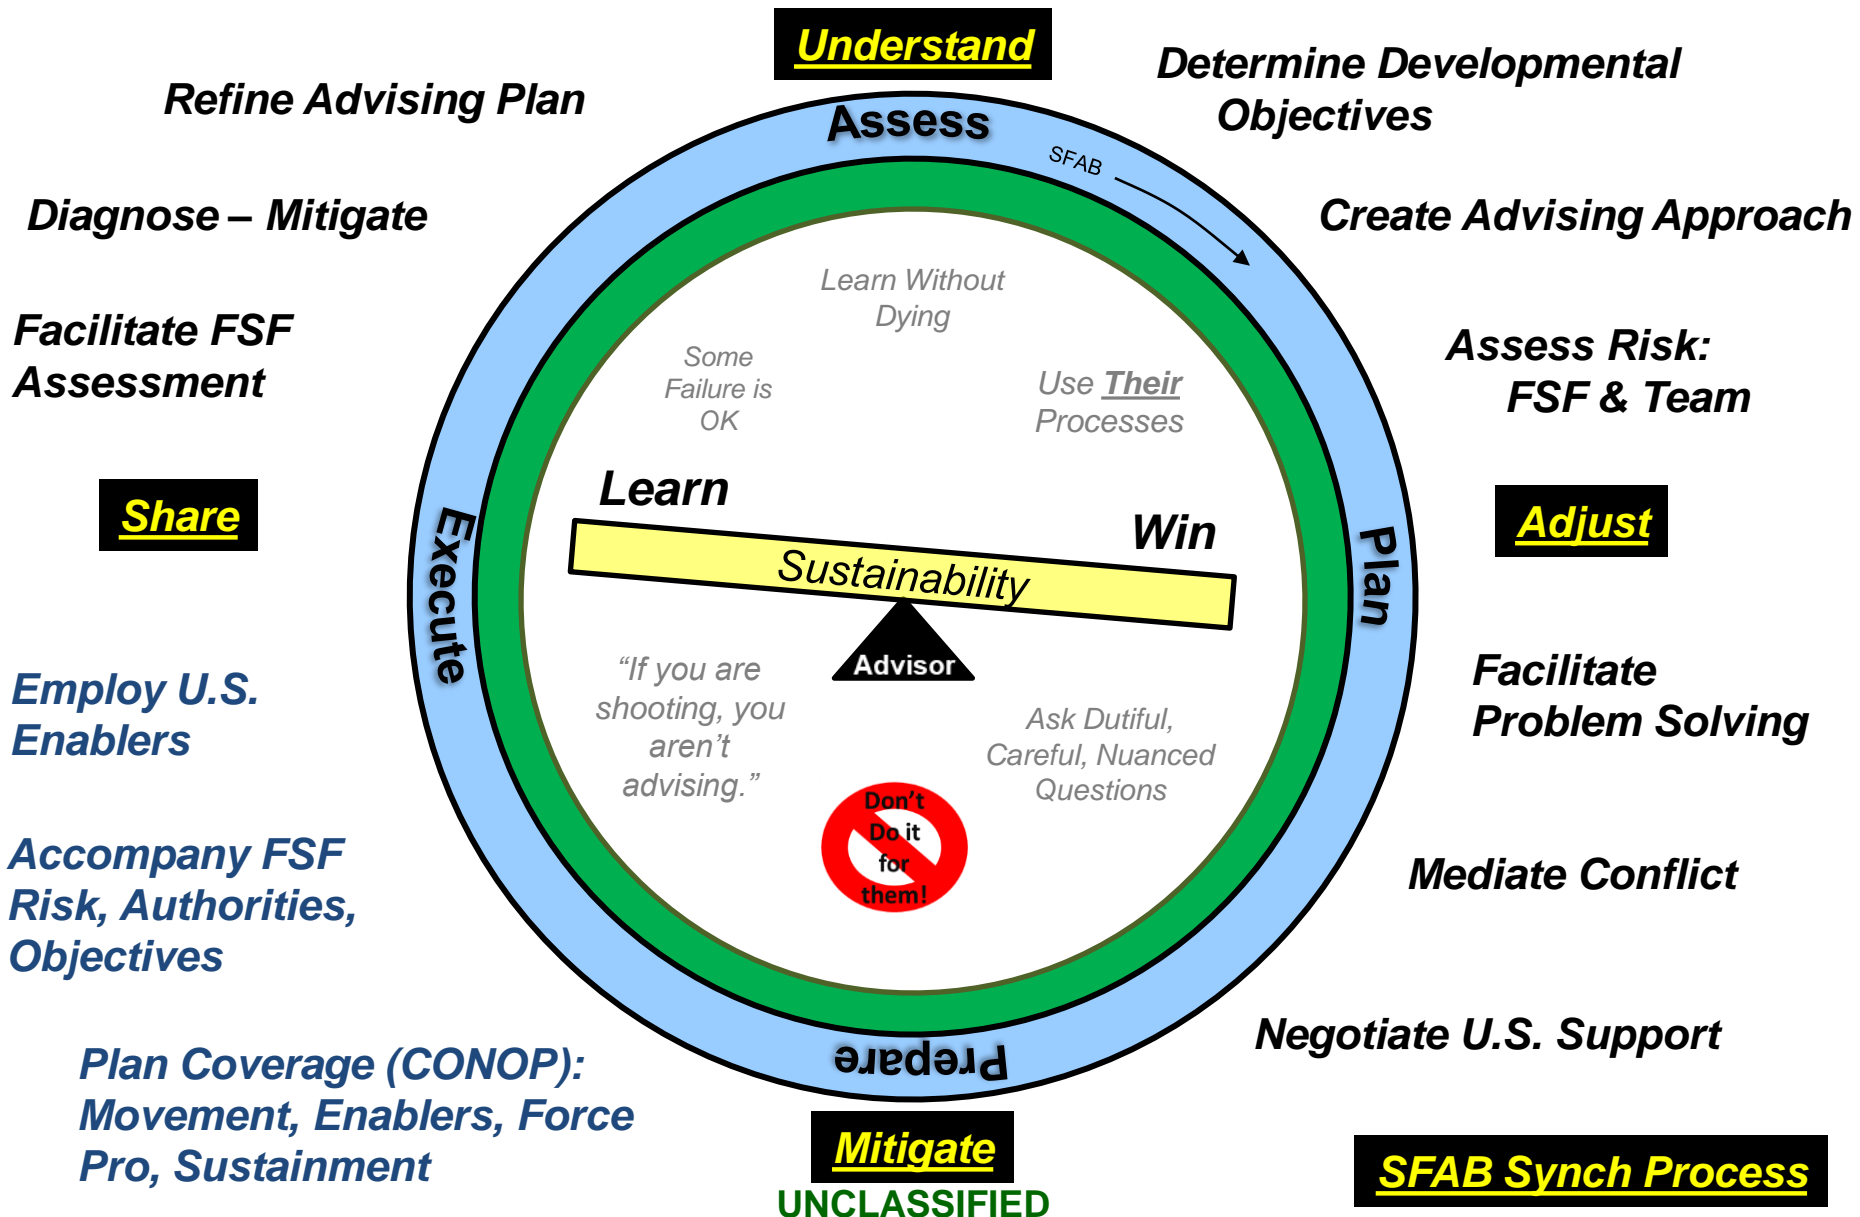 Understand
Determine Developmental
Objectives
Refine Advising Plan
Assess
SFAB
Diagnose – Mitigate
Create Advising Approach
Learn Without
Dying
Facilitate FSF
Assessment
Some
Failure is
OK
Use Their
Processes
Assess Risk:
FSF & Team
Share
Learn
Win
Adjust
Execute
Sustainability
Plan
Advisor
Employ U.S.
Enablers
“If you are
shooting, you
aren’t
advising.”
Ask Dutiful,
Careful, Nuanced
Questions
Facilitate
Problem Solving
Don’t
Do it
for
them!
Accompany FSF
Risk, Authorities,
Objectives
Mediate Conflict
Prepare
Negotiate U.S. Support
Plan Coverage (CONOP):
Movement, Enablers, Force
Pro, Sustainment
Mitigate
UNCLASSIFIED
SFAB Synch Process